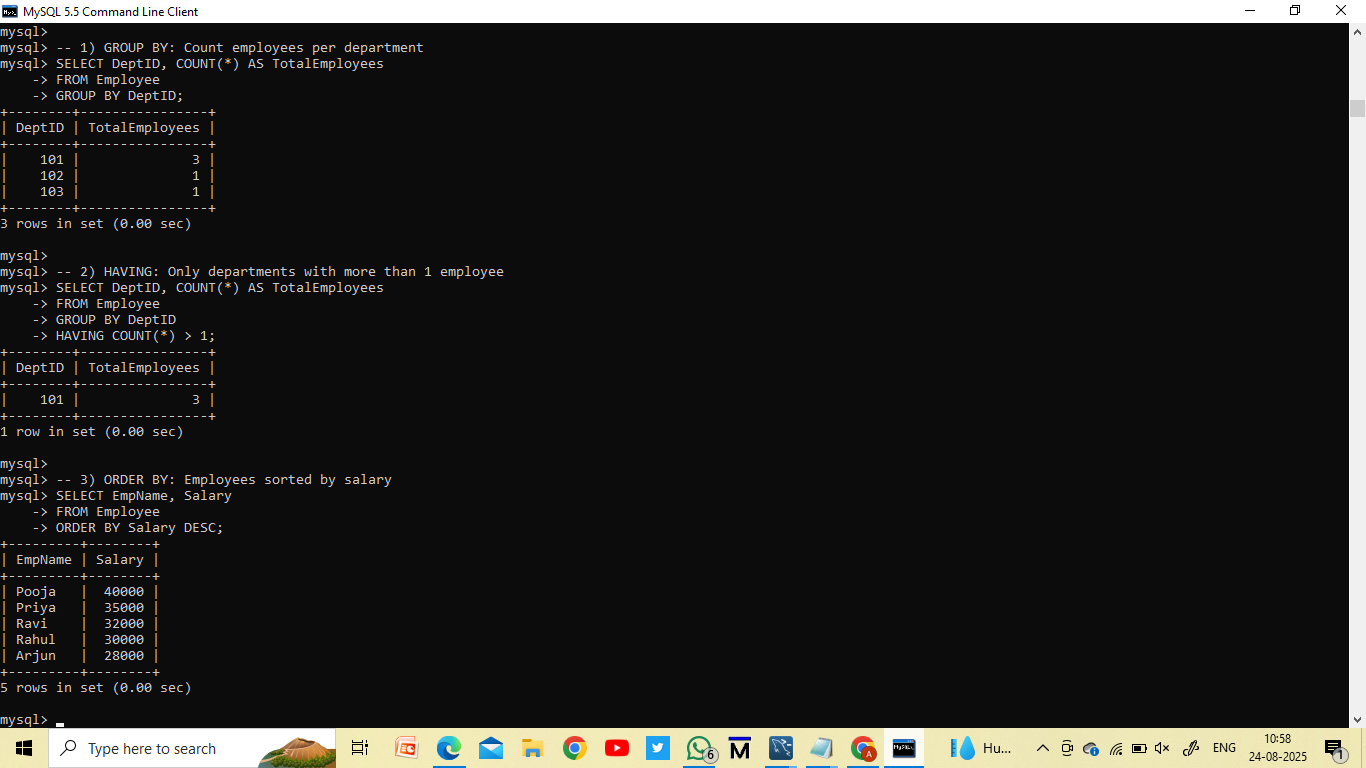 MySQL 5.5 Command Line Client
mysql>
mysql> -- 1) GROUP BY: Count employees per department
mysql> SELECT DeptID, COUNT(*) AS TotalEmployees
    -> FROM Employee
    -> GROUP BY DeptID;
+--------+----------------+
| DeptID | TotalEmployees |
+--------+----------------+
|    101 |              3 |
|    102 |              1 |
|    103 |              1 |
+--------+----------------+
3 rows in set (0.00 sec)
mysql>
mysql> -- 2) HAVING: Only departments with more than 1 employee
mysql> SELECT DeptID, COUNT(*) AS TotalEmployees
    -> FROM Employee
    -> GROUP BY DeptID
    -> HAVING COUNT(*) > 1;
+--------+----------------+
| DeptID | TotalEmployees |
+--------+----------------+
|    101 |              3 |
+--------+----------------+
1 row in set (0.00 sec)
mysql>
mysql> -- 3) ORDER BY: Employees sorted by salary
mysql> SELECT EmpName, Salary
    -> FROM Employee
    -> ORDER BY Salary DESC;
+---------+--------+
| EmpName | Salary |
+---------+--------+
| Pooja   |  40000 |
| Priya   |  35000 |
| Ravi    |  32000 |
| Rahul   |  30000 |
| Arjun   |  28000 |
+---------+--------+
5 rows in set (0.00 sec)
mysql>
Type here to search
6
M
A
MySQL
Hu...
ENG
10:58
24-08-2025
1